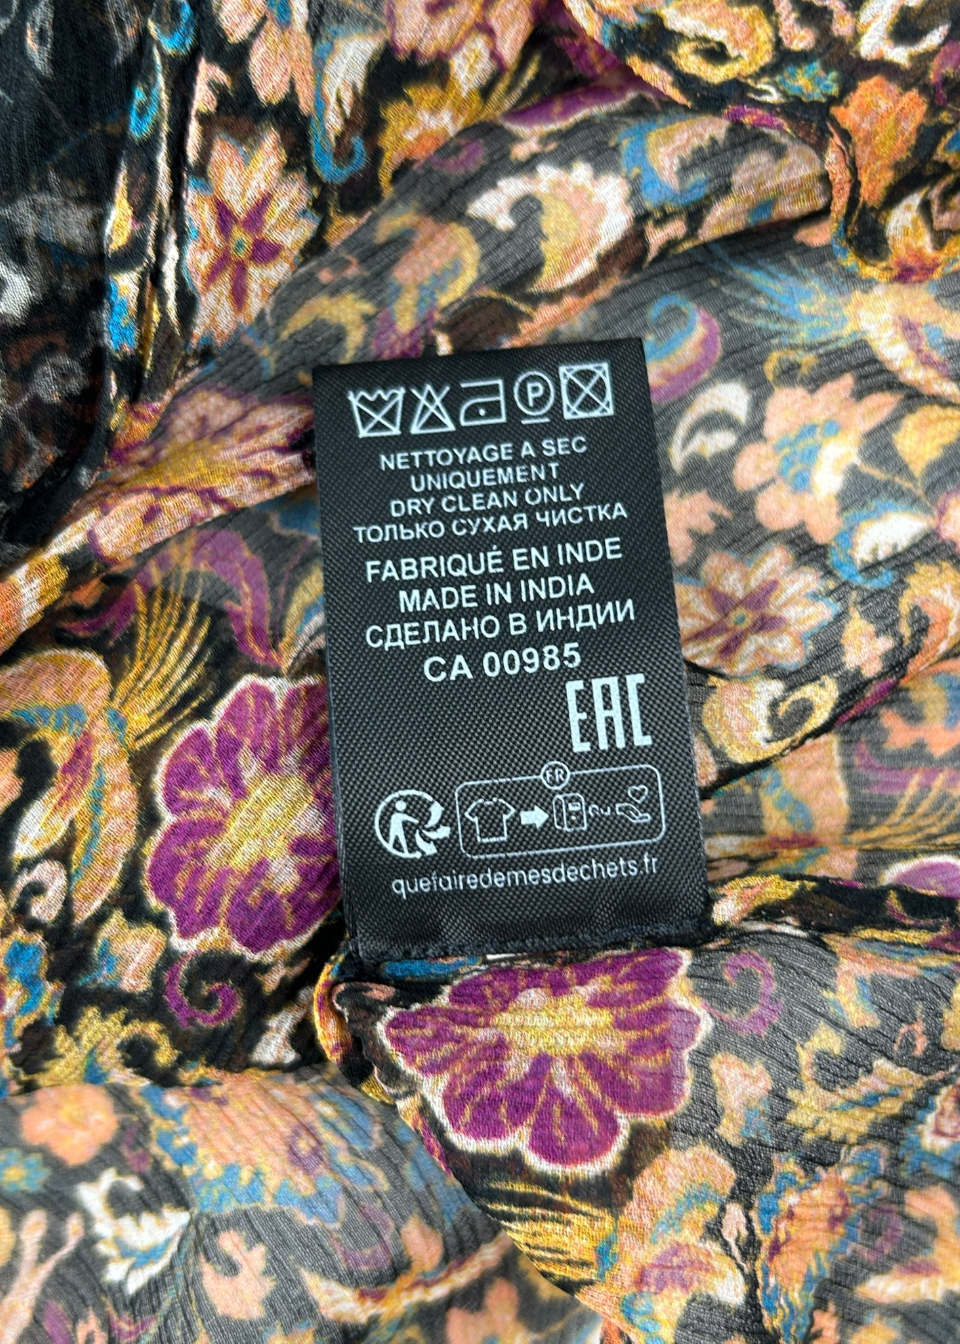 P
NETTOYAGE A SEC
UNIQUEMENT
DRY CLEAN ONLY
ТОЛЬКО СУХАЯ ЧИСТКА
FABRIQUÉ EN INDE
MADE IN INDIA
СДЕЛАНО В ИНДИИ
CA 00985
EAC
FR
ou
quefairedemesdechets.fr